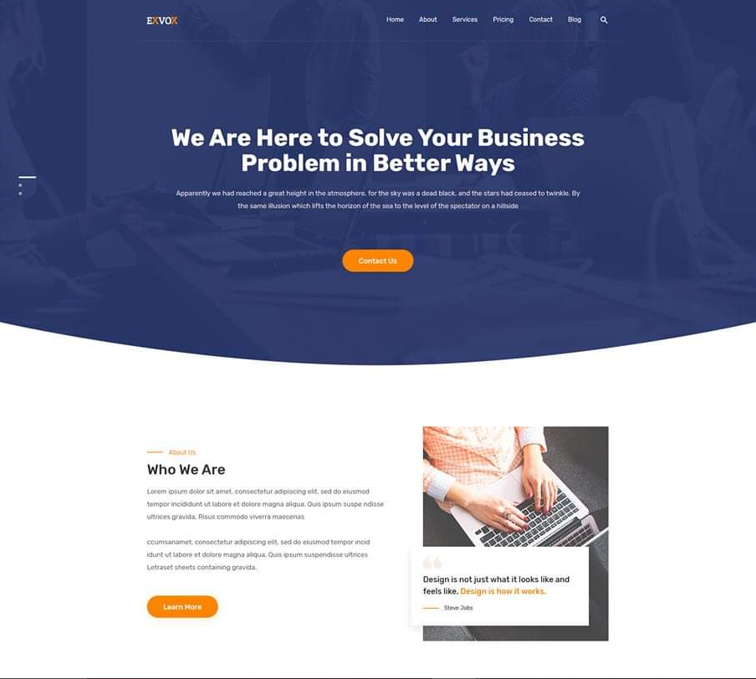 EXVOX
Home About Services Pricing Contact Blog
We Are Here to Solve Your Business
Problem in Better Ways
Apparently we had reached a great height in the atmosphere, for the sky was a dead black, and the stars had ceased to twinkle. By
the same illusion which lifts the horizon of the sea to the level of the spectator on a hillside
Contact Us
About Us
Who We Are
Lorem ipsum dolor sit amet, consectetur adipiscing elit, sed do eiusmod
tempor incididunt ut labore et dolore magna aliqua. Quis ipsum suspe ndisse
ultrices gravida. Risus commodo viverra maecenas
ccumsanamet, consectetur adipiscing elit, sed do eiusmod tempor incid
idunt ut labore et dolore magna aliqua. Quis ipsum suspendisse ultrices
Letraset sheets containing gravida.
Learn More
Design is not just what it looks like and
feels like. Design is how it works.
Steve Jobs